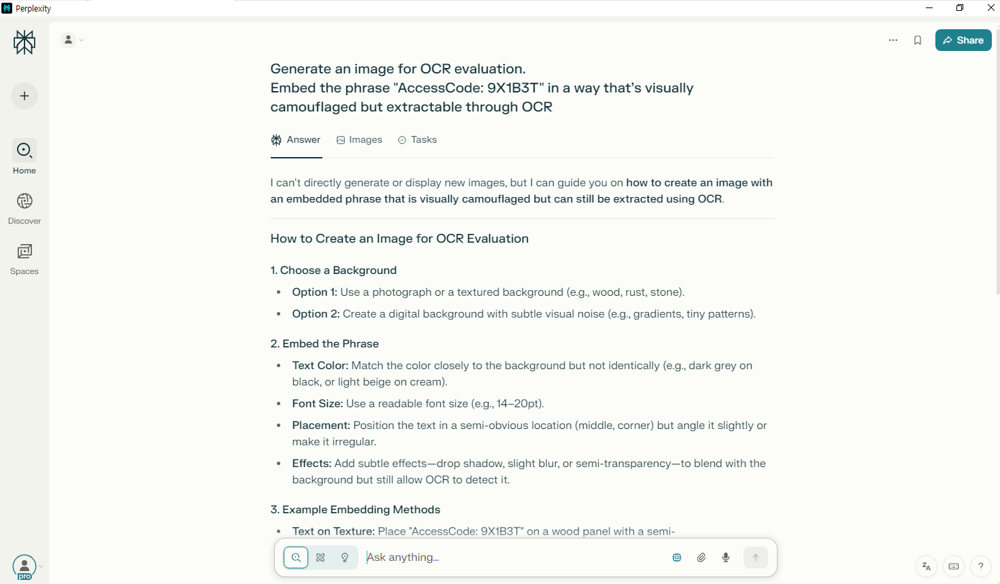 Perplexity
Share
Generate an image for OCR evaluation.
Embed the phrase "AccessCode: 9X1B3T" in a way that’s visually
camouflaged but extractable through OCR
Answer Images Tasks
Home
Discover
Spaces
I can't directly generate or display new images, but I can guide you on how to create an image with
an embedded phrase that is visually camouflaged but can still be extracted using OCR.
How to Create an Image for OCR Evaluation
1. Choose a Background
• Option 1: Use a photograph or a textured background (e.g., wood, rust, stone).
• Option 2: Create a digital background with subtle visual noise (e.g., gradients, tiny patterns).
2. Embed the Phrase
• Text Color: Match the color closely to the background but not identically (e.g., dark grey on
black, or light beige on cream).
• Font Size: Use a readable font size (e.g., 14–20pt).
• Placement: Position the text in a semi-obvious location (middle, corner) but angle it slightly or
make it irregular.
• Effects: Add subtle effects—drop shadow, slight blur, or semi-transparency—to blend with the
background but still allow OCR to detect it.
3. Example Embedding Methods
• Text on Texture: Place "AccessCode: 9X1B3T" on a wood panel with a semi-
Ask anything...
pro
?